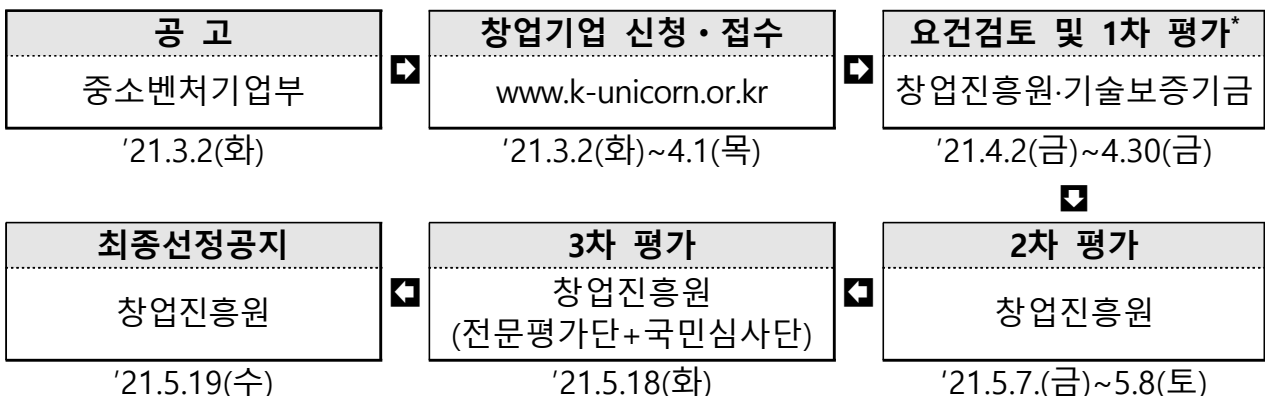 공 고
중소벤처기업부
'21.3.2(화)
창업기업 신청・접수
www.k-unicorn.or.kr
'21.3.2(화)~4.1(목)
요건검토 및 1차 평가*
창업진흥원·기술보증기금
'21.4.2(금)~4.30(금)
2차 평가
창업진흥원
'21.5.7.(금)~5.8(토)
3차 평가
창업진흥원
(전문평가단+국민심사단)
'21.5.18(화)
최종선정공지
창업진흥원
'21.5.19(수)